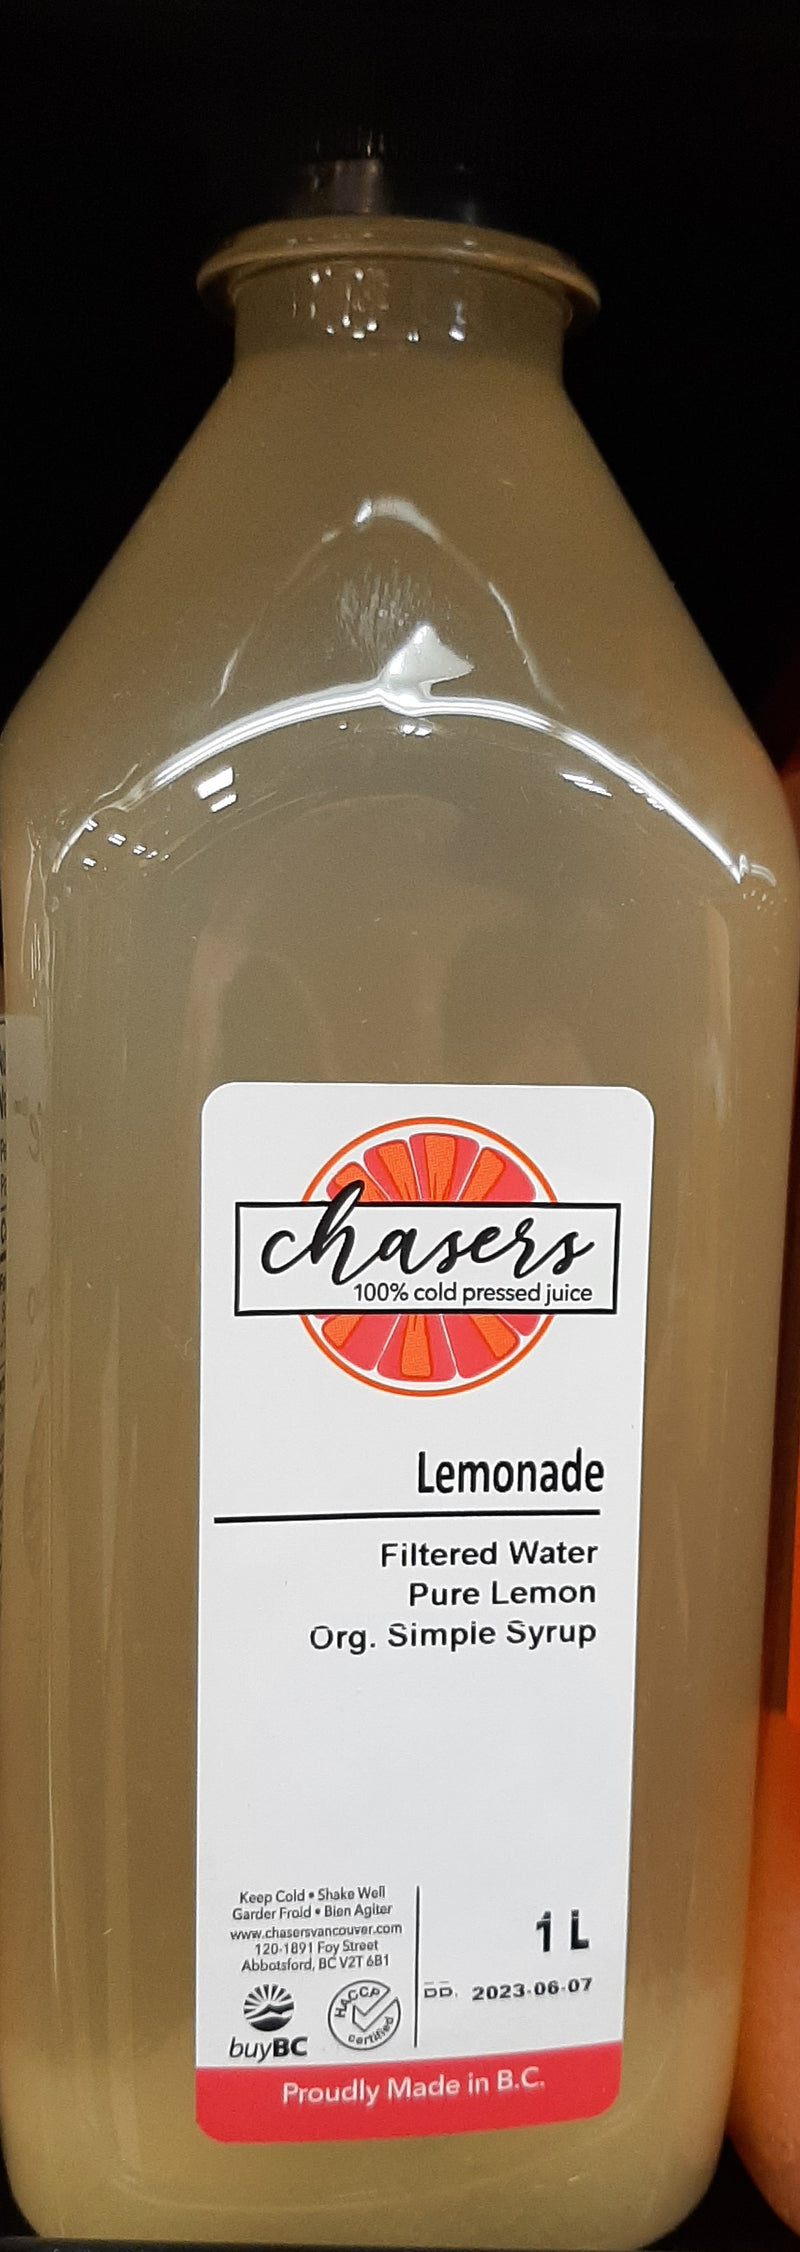 chasers
100% cold pressed juice
Lemonade
Filtered Water
Pure Lemon
Org. Simple Syrup
Keep Cold • Shake Well
Garder Froid • Bien Agiter
www.chasersvancouver.com
120-1891 Foy Street
Abbotsford, BC V2T 6B1
buyBC
HACCP
certified
1 L
2023-06-07
Proudly Made in B.C.